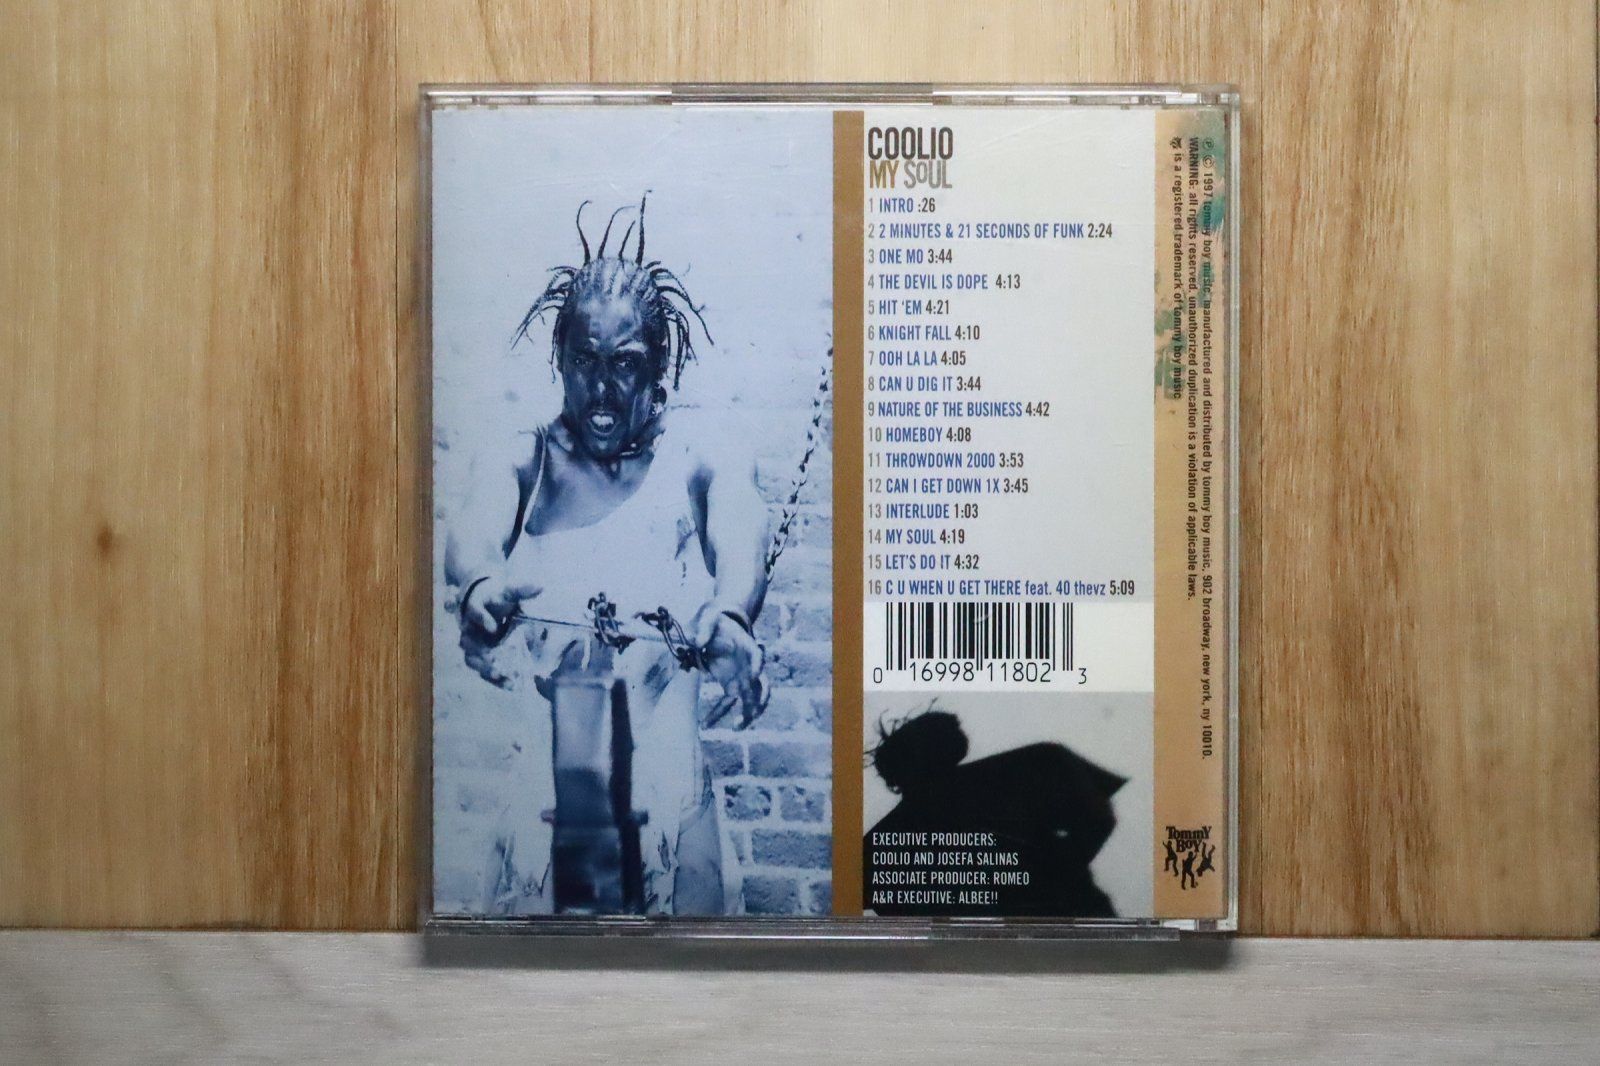 COOLIO
MY SOUL
1 INTRO :26
2 2 MINUTES & 21 SECONDS OF FUNK 2:24
3 ONE MO 3:44
4 THE DEVIL IS DOPE 4:13
5 HIT ‘EM 4:21
6 KNIGHT FALL 4:10
7 OOH LA LA 4:05
8 CAN U DIG IT 3:44
9 NATURE OF THE BUSINESS 4:42
10 HOMEBOY 4:08
11 THROWDOWN 2000 3:53
12 CAN I GET DOWN 1X 3:45
13 INTERLUDE 1:03
14 MY SOUL 4:19
15 LET'S DO IT 4:32
16 C U WHEN U GET THERE feat. 40 thevz 5:09
0 16998 11802 3
EXECUTIVE PRODUCERS:
COOLIO AND JOSEFA SALINAS
ASSOCIATE PRODUCER: ROMEO
A&R EXECUTIVE: ALBEE!!
℗ © 1997 tommy boy music. manufactured and distributed by tommy boy music, 902 broadway, new york, ny 10010.
WARNING: all rights reserved. unauthorized duplication is a violation of applicable laws.
is a registered trademark of tommy boy music
Tommy
Boy